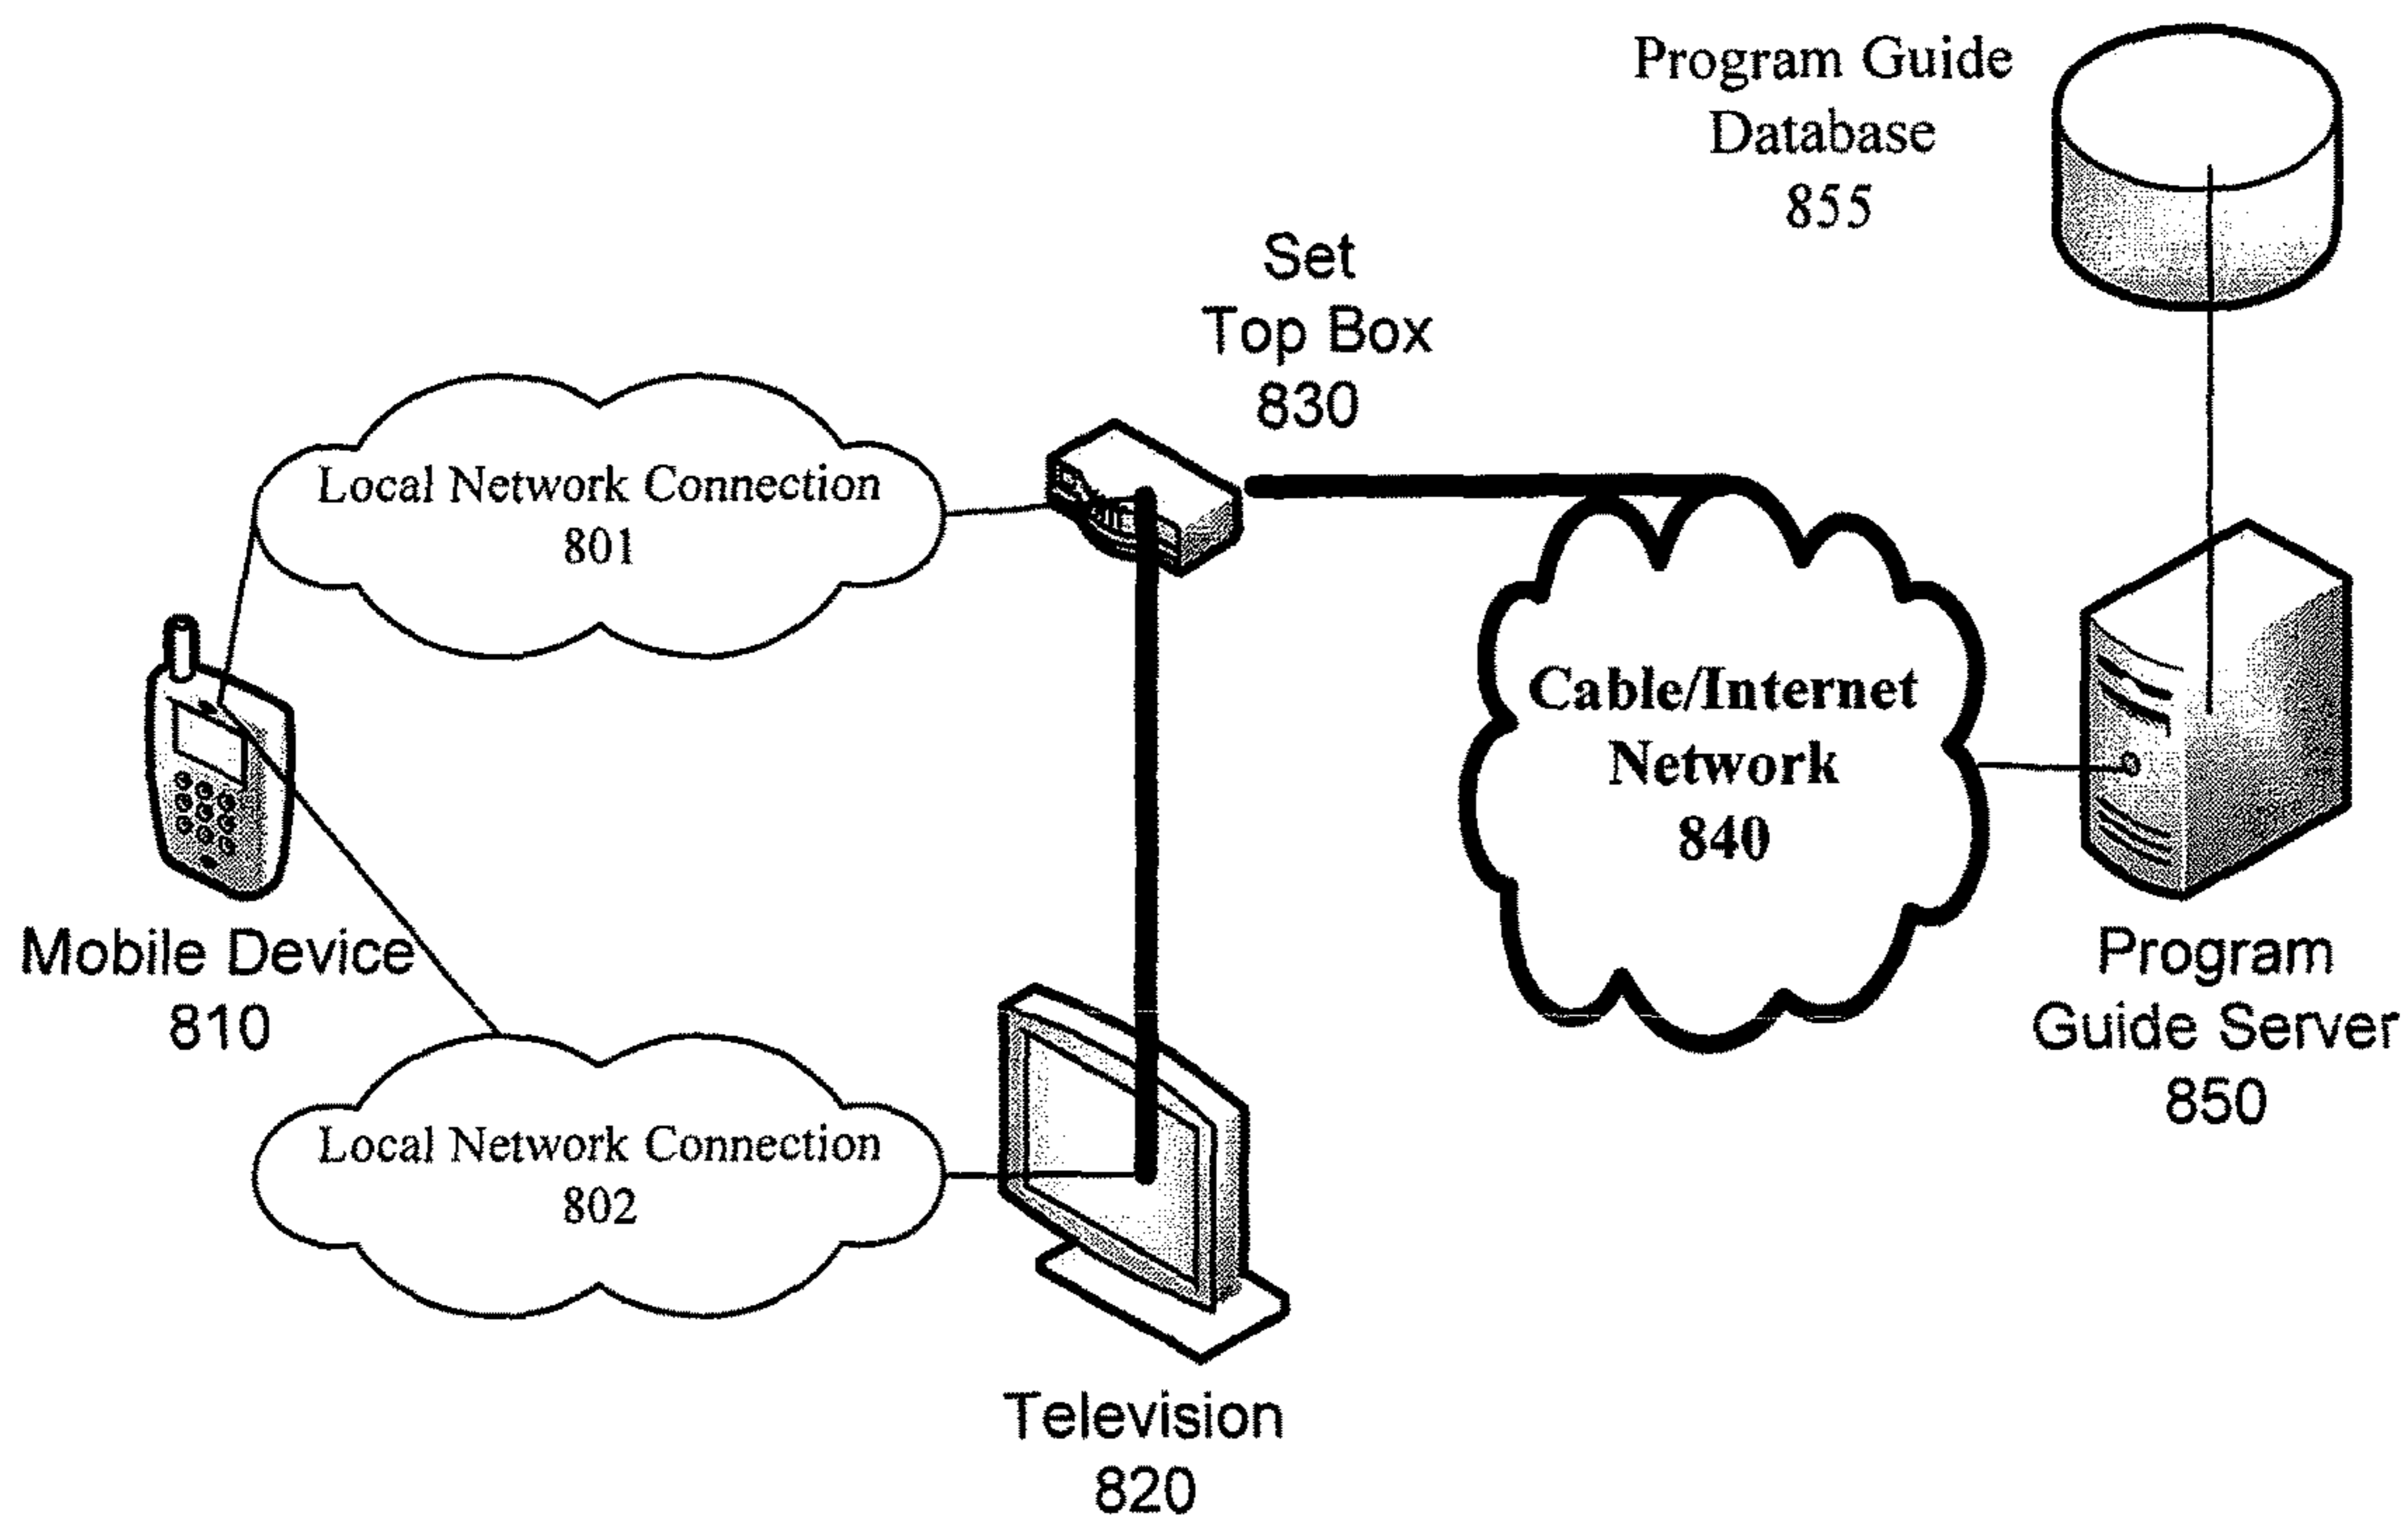 Program Guide
Database
855
Set
Top Box
830
Local Network Connection
801
Cable/Internet
Network
840
Mobile Device
810
Program
Guide Server
850
Local Network Connection
802
Television
820